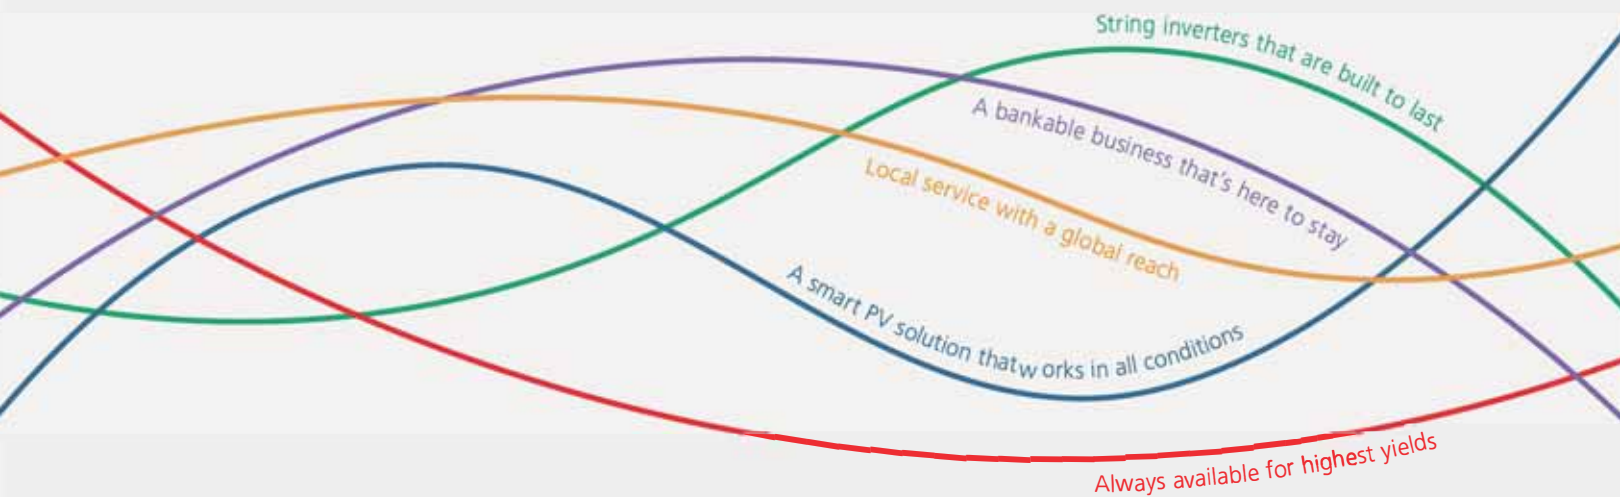 String inverters that are built to last
A bankable business that's here to stay
Local service with a global reach
A smart PV solution thatw orks in all conditions
Always available for highest yields